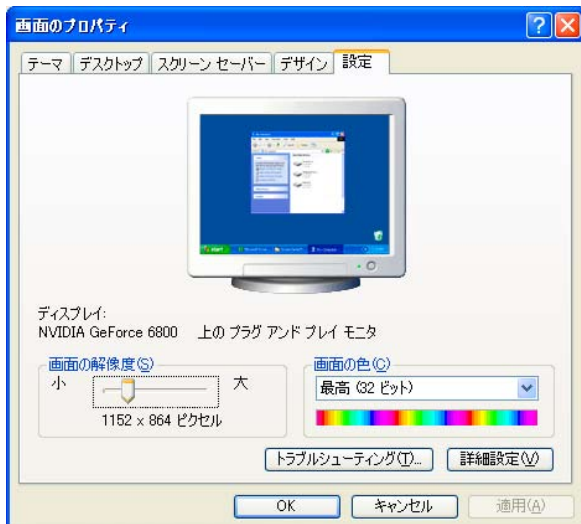 画面のプロパティ
テーマ デスクトップ スクリーン セーバー デザイン 設定
ディスプレイ:
NVIDIA GeForce 6800 上の プラグ アンド プレイ モニタ
画面の解像度(S)
小 大
1152 x 864 ピクセル
画面の色(C)
最高 (32 ビット)
トラブルシューティング(T)... 詳細設定(V)
OK キャンセル 適用(A)